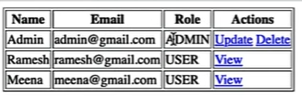 Name Email Role Actions
Admin admin@gmail.com ADMIN Update Delete
Ramesh ramesh@gmail.com USER View
Meena meena@gmail.com USER View